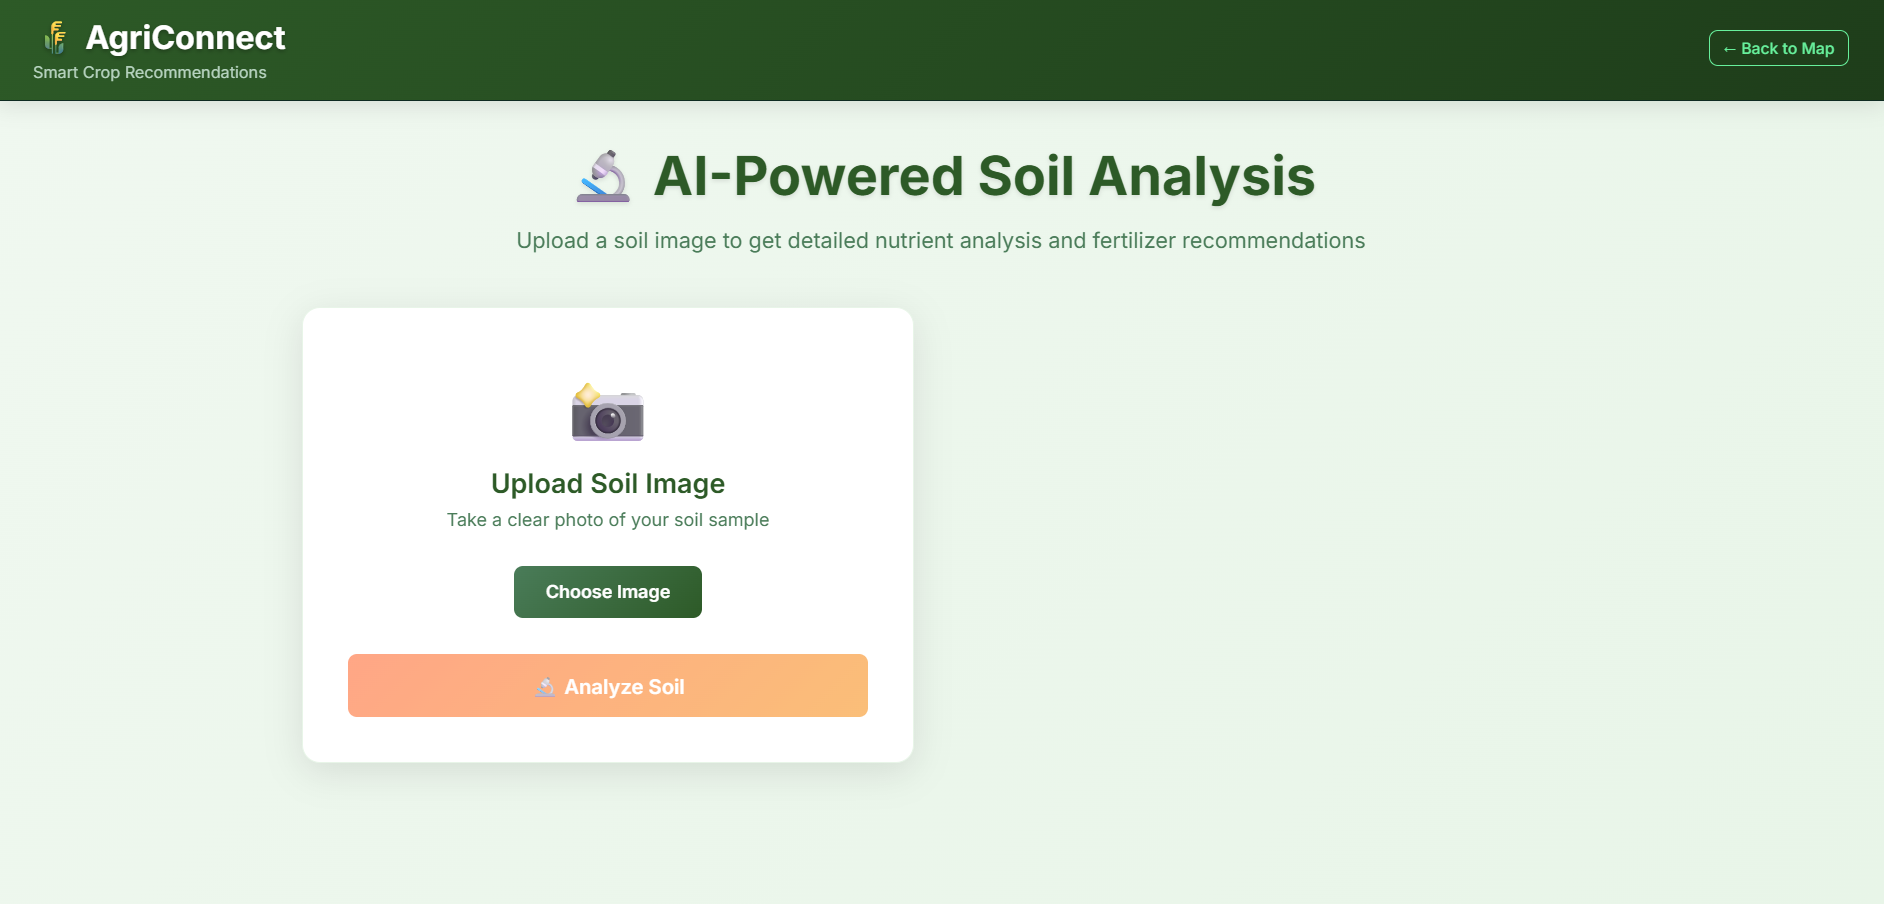 AgriConnect
Smart Crop Recommendations
← Back to Map
AI-Powered Soil Analysis
Upload a soil image to get detailed nutrient analysis and fertilizer recommendations
Upload Soil Image
Take a clear photo of your soil sample
Choose Image
Analyze Soil